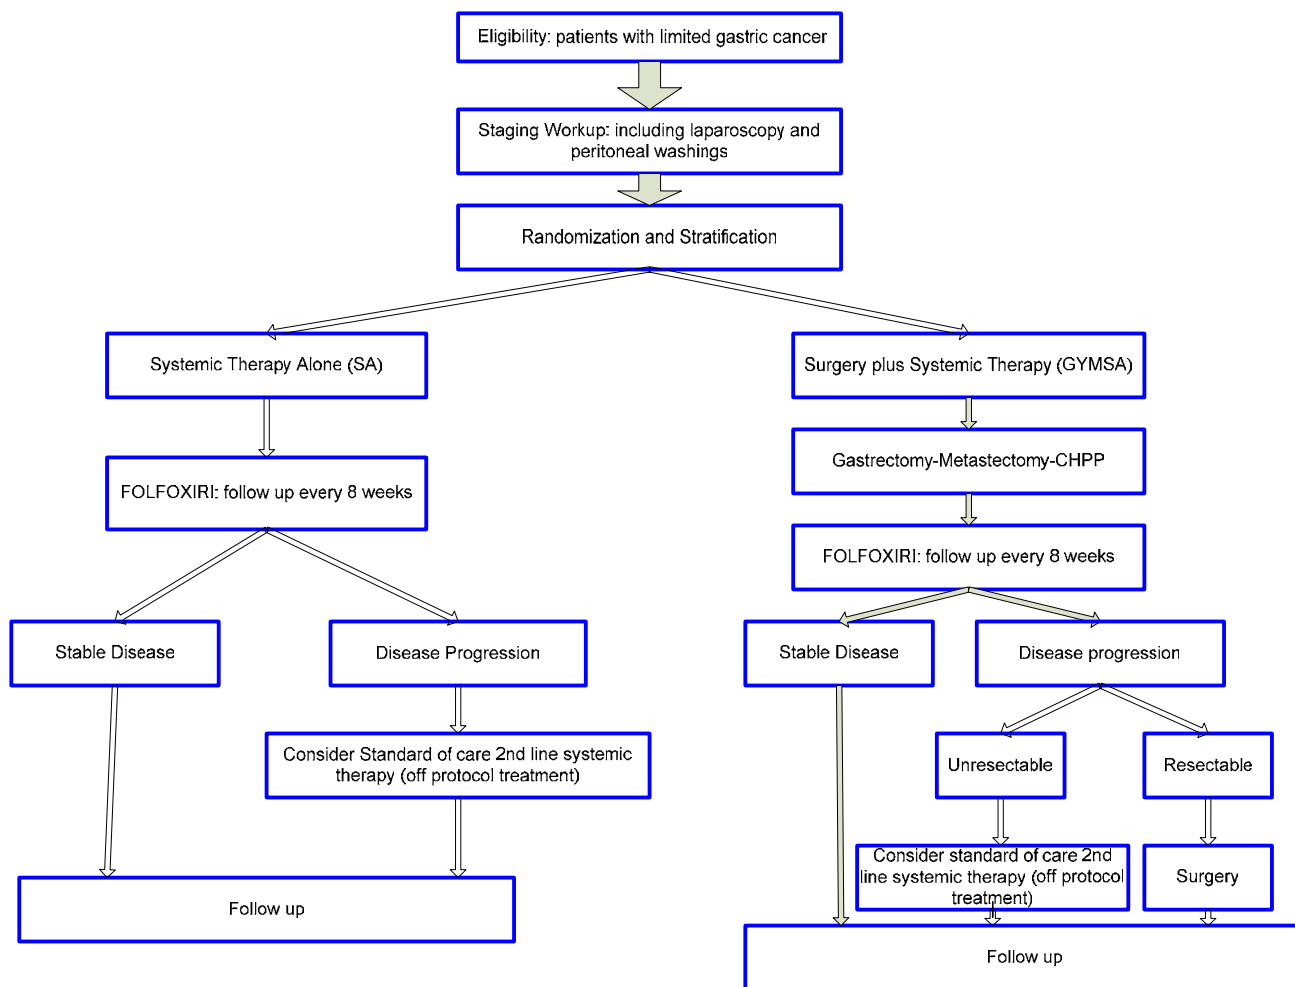 Eligibility: patients with limited gastric cancer
Staging Workup: including laparoscopy and
peritoneal washings
Randomization and Stratification
Systemic Therapy Alone (SA)
Surgery plus Systemic Therapy (GYMSA)
Gastrectomy-Metastectomy-CHPP
FOLFOXIRI: follow up every 8 weeks
FOLFOXIRI: follow up every 8 weeks
Stable Disease
Disease Progression
Stable Disease
Disease progression
Consider Standard of care 2nd line systemic
therapy (off protocol treatment)
Unresectable
Resectable
Consider standard of care 2nd
line systemic therapy (off protocol
treatment)
Surgery
Follow up
Follow up